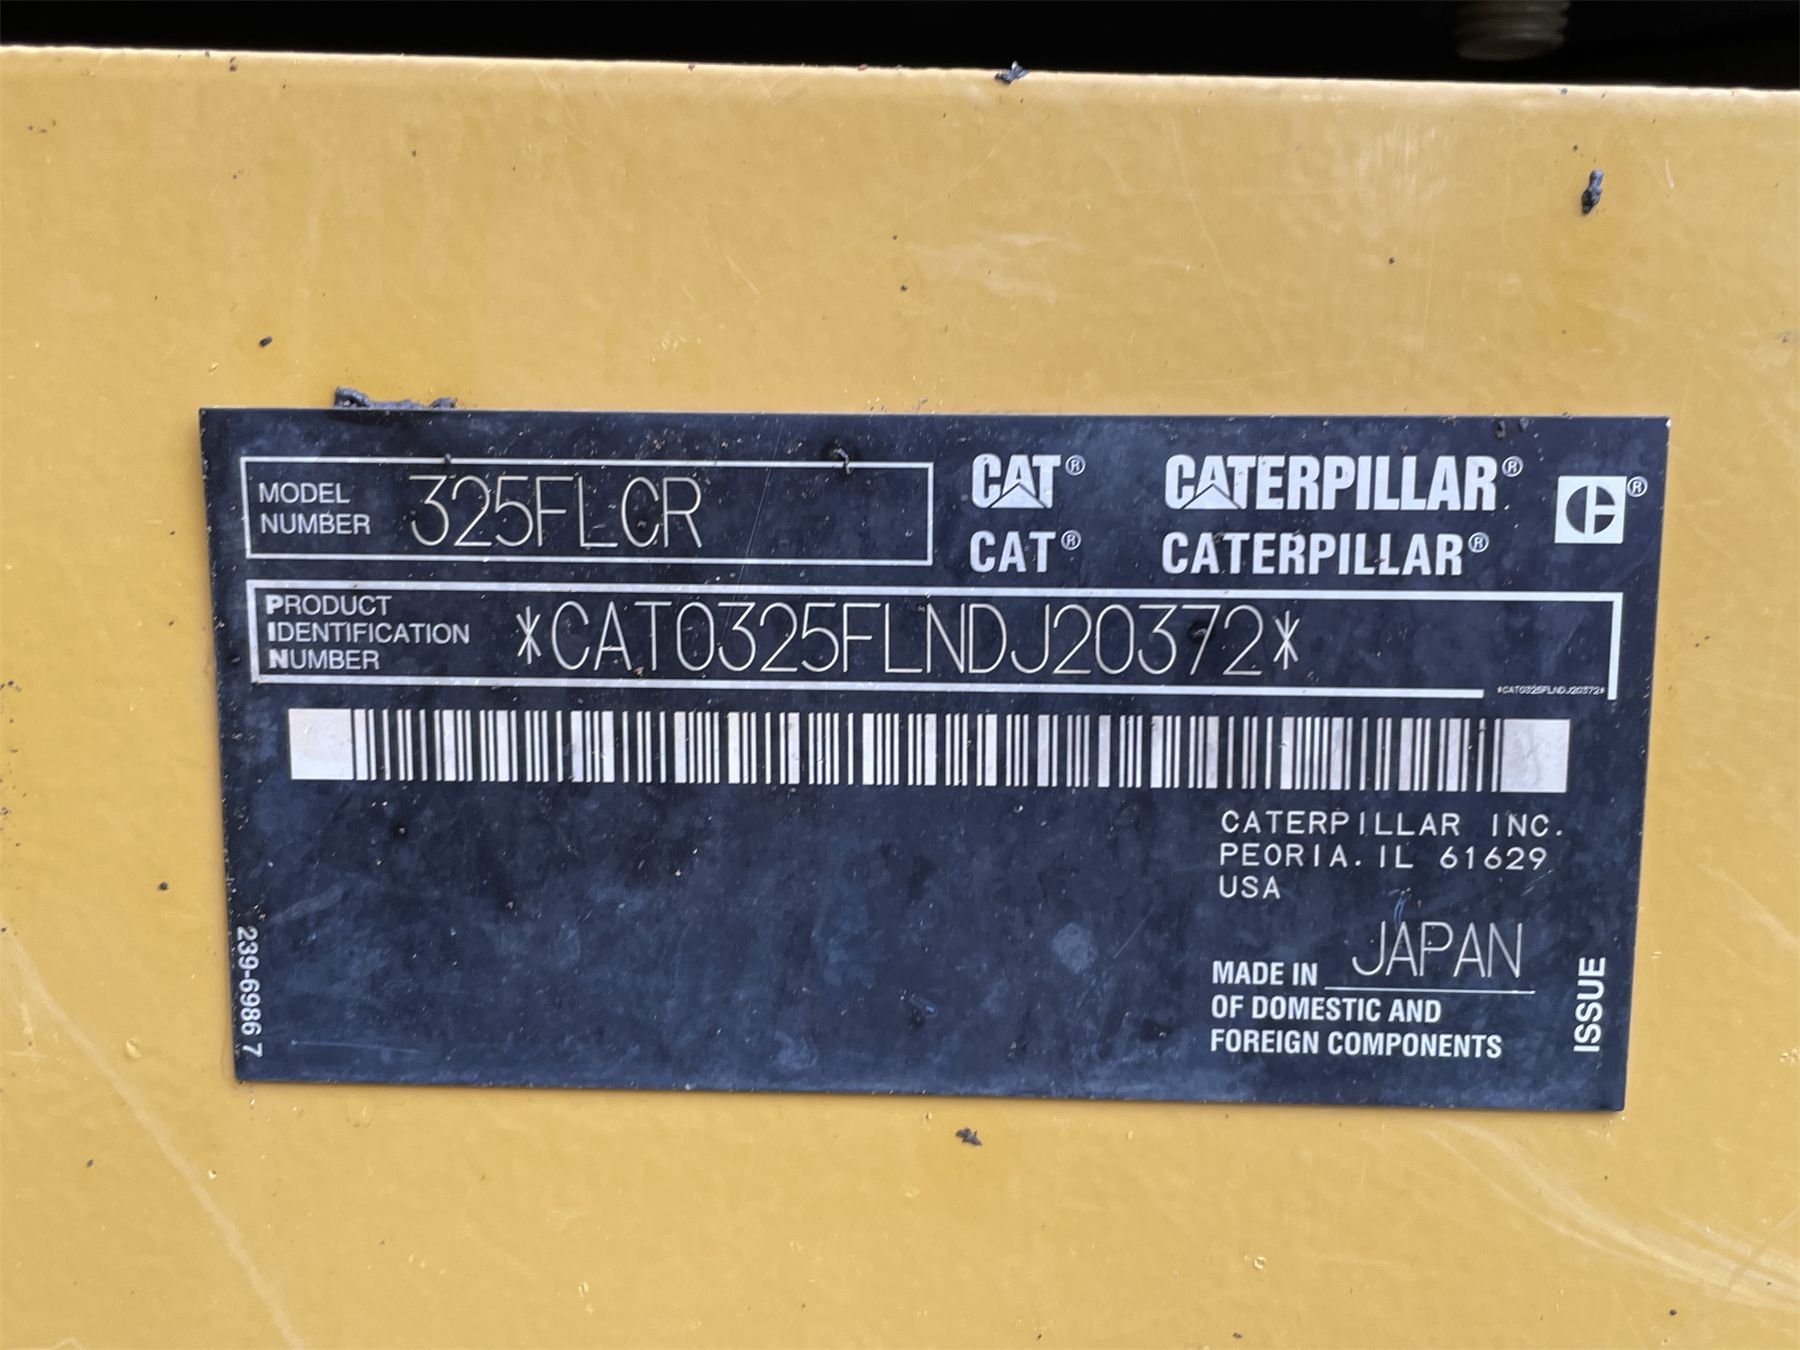 MODEL NUMBER 325FLCR
CAT® CATERPILLAR®
CAT® CATERPILLAR®
PRODUCT IDENTIFICATION NUMBER *CAT0325FLNDJ20372*
*CAT0325FLNDJ20372*
CATERPILLAR INC.
PEORIA. IL 61629
USA
MADE IN JAPAN
OF DOMESTIC AND
FOREIGN COMPONENTS
ISSUE
239-6986 7